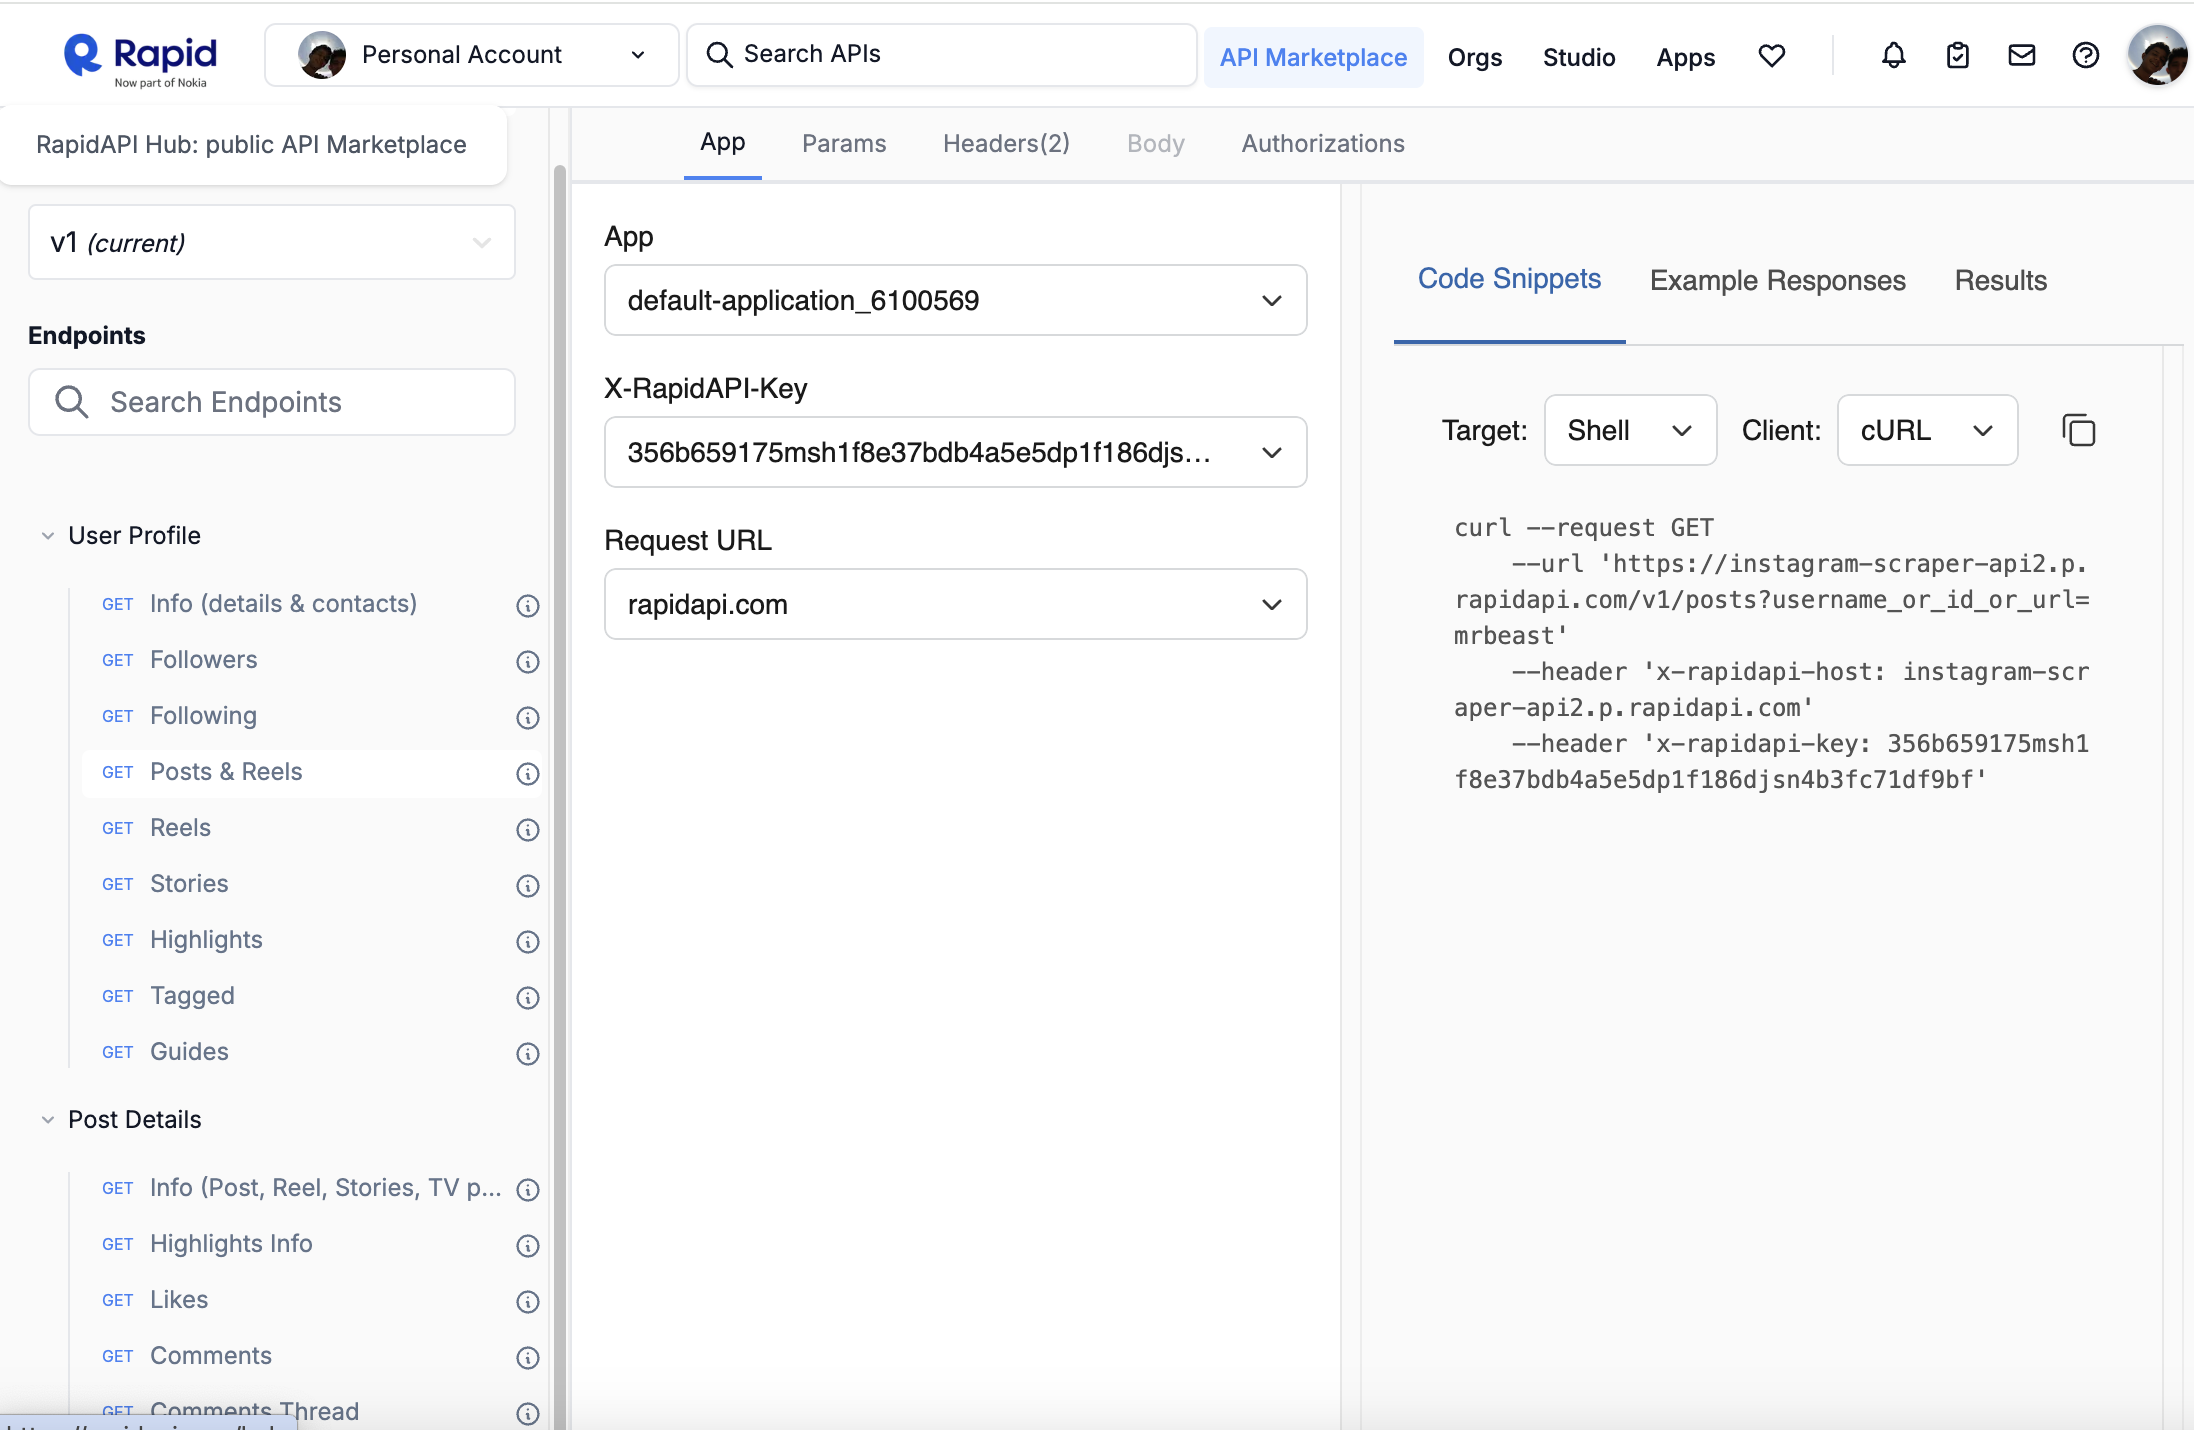 Rapid
Now part of Nokia
Personal Account
Search APIs
API Marketplace
Orgs
Studio
Apps
RapidAPI Hub: public API Marketplace
v1 (current)
Endpoints
Search Endpoints
User Profile
GET Info (details & contacts)
GET Followers
GET Following
GET Posts & Reels
GET Reels
GET Stories
GET Highlights
GET Tagged
GET Guides
Post Details
GET Info (Post, Reel, Stories, TV p...
GET Highlights Info
GET Likes
GET Comments
GET Comments Thread
App
Params
Headers(2)
Body
Authorizations
App
default-application_6100569
X-RapidAPI-Key
356b659175msh1f8e37bdb4a5e5dp1f186djs...
Request URL
rapidapi.com
Code Snippets
Example Responses
Results
Target: Shell
Client: cURL
curl --request GET
--url 'https://instagram-scraper-api2.p.
rapidapi.com/v1/posts?username_or_id_or_url=
mrbeast'
--header 'x-rapidapi-host: instagram-scr
aper-api2.p.rapidapi.com'
--header 'x-rapidapi-key: 356b659175msh1
f8e37bdb4a5e5dp1f186djsn4b3fc71df9bf'